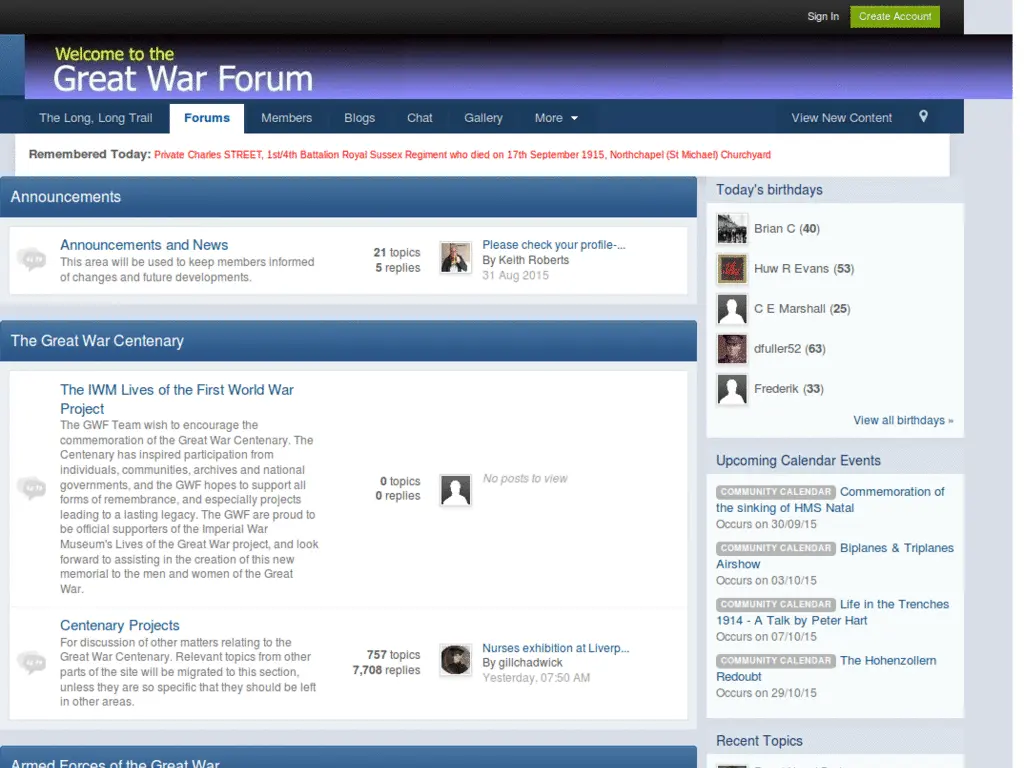 Sign In
Create Account
Welcome to the
Great War Forum
The Long, Long Trail
Forums
Members
Blogs
Chat
Gallery
More
View New Content
Remembered Today: Private Charles STREET, 1st/4th Battalion Royal Sussex Regiment who died on 17th September 1915, Northchapel (St Michael) Churchyard
Announcements
Announcements and News
This area will be used to keep members informed
of changes and future developments.
21 topics
5 replies
Please check your profile-...
By Keith Roberts
31 Aug 2015
The Great War Centenary
The IWM Lives of the First World War
Project
The GWF Team wish to encourage the
commemoration of the Great War Centenary. The
Centenary has inspired participation from
individuals, communities, archives and national
governments, and the GWF hopes to support all
forms of remembrance, and especially projects
leading to a lasting legacy. The GWF are proud to
be official supporters of the Imperial War
Museum's Lives of the Great War project, and look
forward to assisting in the creation of this new
memorial to the men and women of the Great
War.
0 topics
0 replies
No posts to view
Centenary Projects
For discussion of other matters relating to the
Great War Centenary. Relevant topics from other
parts of the site will be migrated to this section,
unless they are so specific that they should be left
in other areas.
757 topics
7,708 replies
Nurses exhibition at Liverp...
By gillchadwick
Yesterday, 07:50 AM
Armed Forces of the Great War
Today's birthdays
Brian C (40)
Huw R Evans (53)
C E Marshall (25)
dfuller52 (63)
Frederik (33)
View all birthdays »
Upcoming Calendar Events
COMMUNITY CALENDAR Commemoration of
the sinking of HMS Natal
Occurs on 30/09/15
COMMUNITY CALENDAR Biplanes & Triplanes
Airshow
Occurs on 03/10/15
COMMUNITY CALENDAR Life in the Trenches
1914 - A Talk by Peter Hart
Occurs on 07/10/15
COMMUNITY CALENDAR The Hohenzollern
Redoubt
Occurs on 29/10/15
Recent Topics